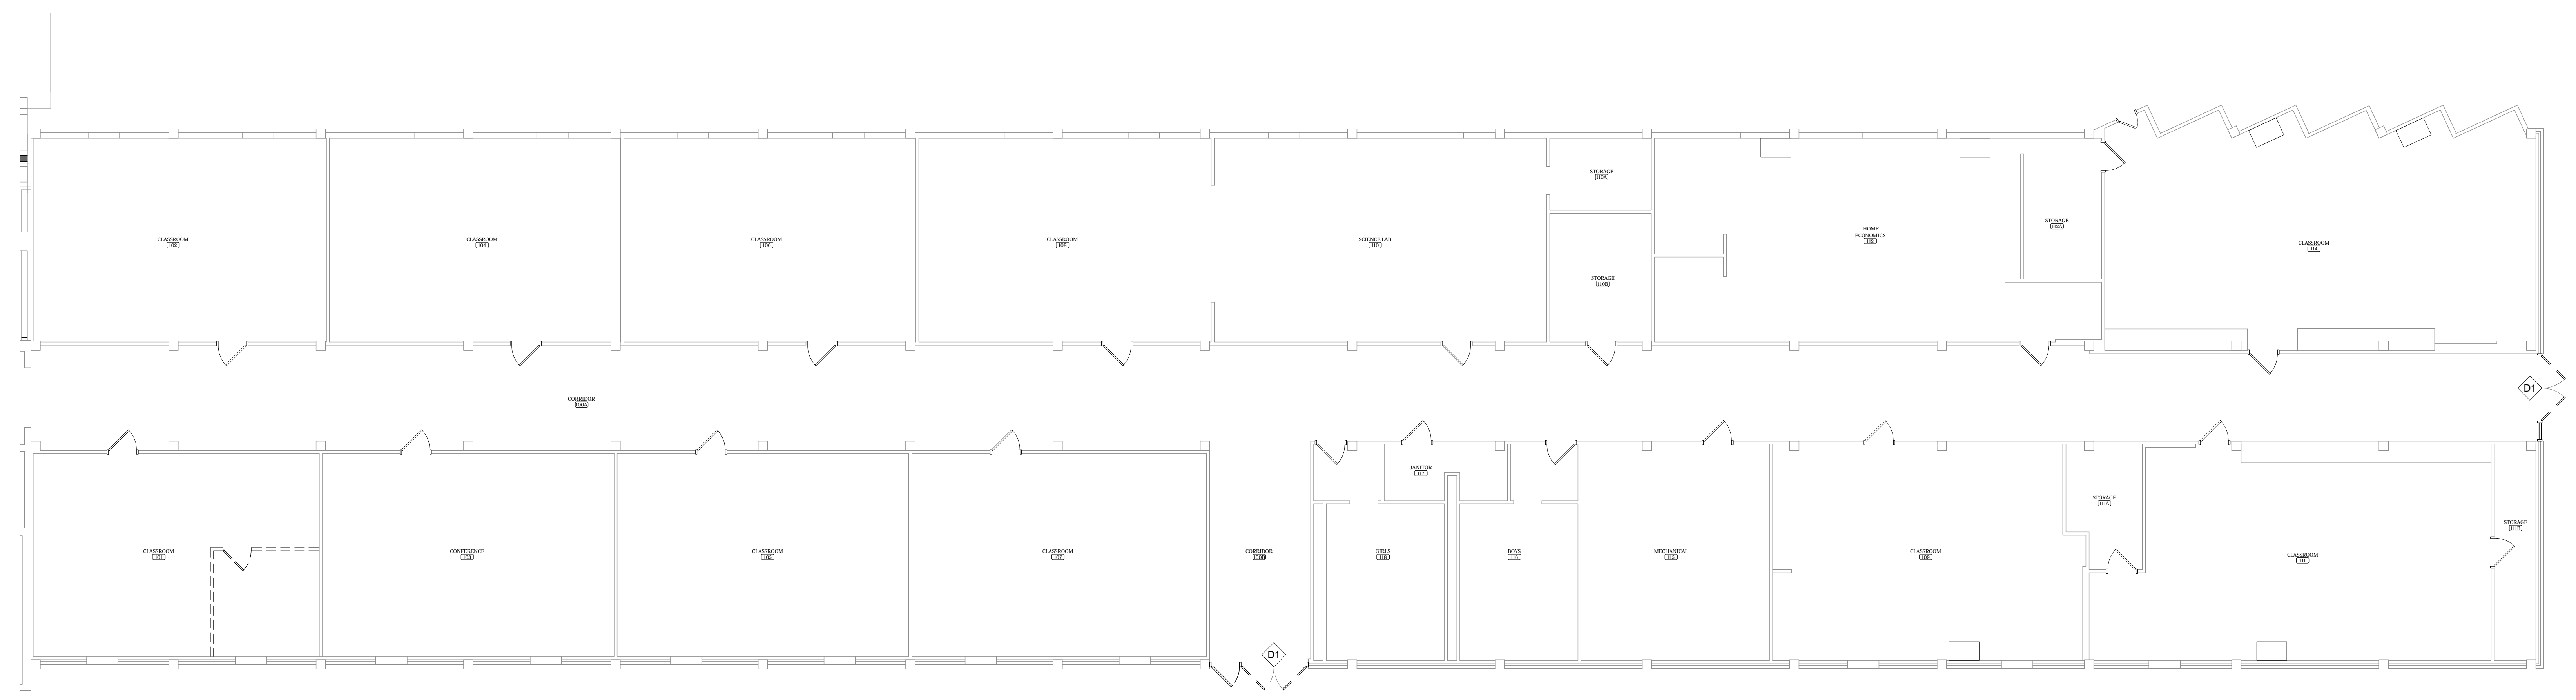 STORAGE
110A
CLASSROOM
102
CLASSROOM
104
CLASSROOM
106
CLASSROOM
108
SCIENCE LAB
110
STORAGE
110B
HOME
ECONOMICS
112
STORAGE
112A
CLASSROOM
114
D1
CORRIDOR
100A
JANITOR
117
STORAGE
111A
STORAGE
111B
CLASSROOM
101
CONFERENCE
103
CLASSROOM
105
CLASSROOM
107
CORRIDOR
100B
GIRLS
118
BOYS
116
MECHANICAL
115
CLASSROOM
109
CLASSROOM
111
D1